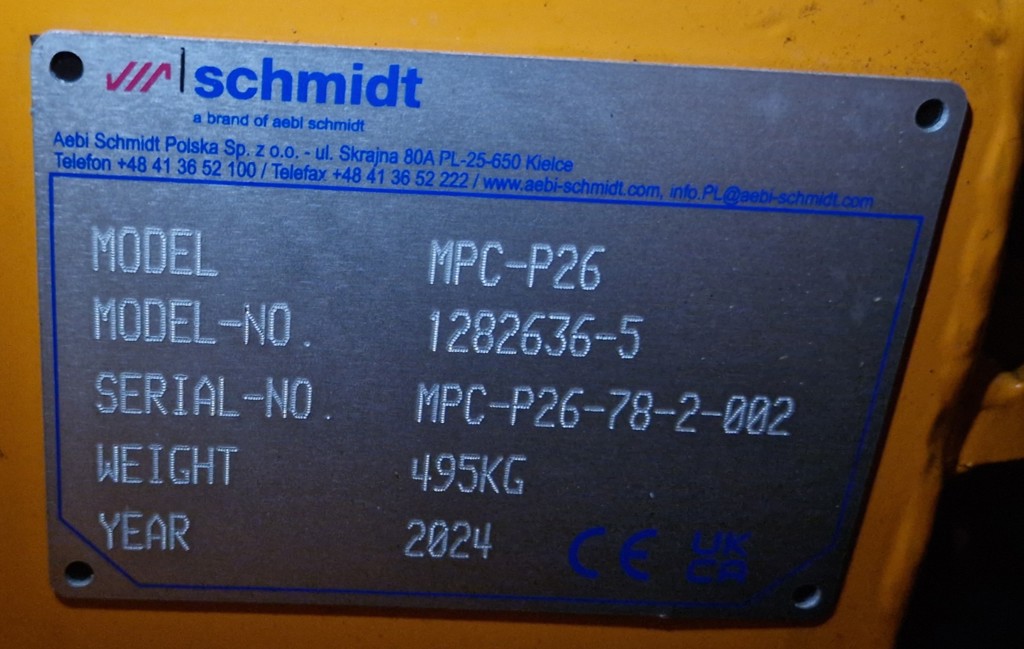 schmidt
a brand of aebi schmidt
Aebi Schmidt Polska Sp. z o.o. - ul. Skrajna 80A PL-25-650 Kielce
Telefon +48 41 36 52 100 / Telefax +48 41 36 52 222 / www.aebi-schmidt.com, info.PL@aebi-schmidt.com
MODEL MPC-P26
MODEL-NO. 1282636-5
SERIAL-NO. MPC-P26-78-2-002
WEIGHT 495KG
YEAR 2024
CE UK
CA